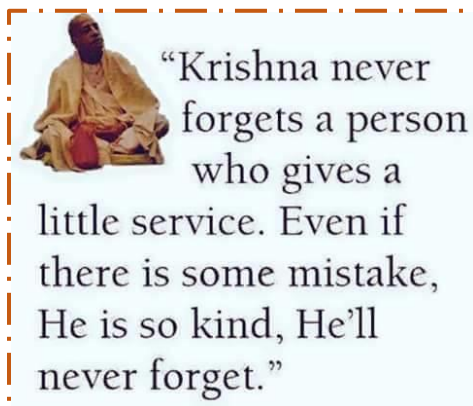 “Krishna never
forgets a person
who gives a
little service. Even if
there is some mistake,
He is so kind, He’ll
never forget.”